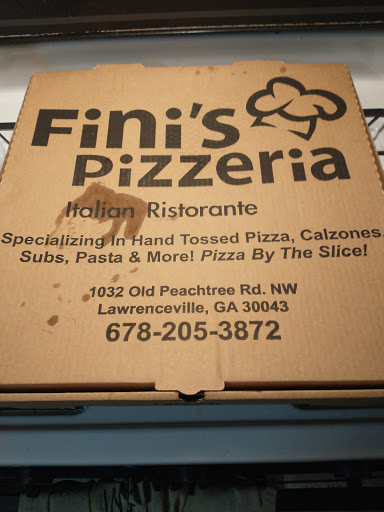 Fini's
Pizzeria
Italian Ristorante
Specializing In Hand Tossed Pizza, Calzones,
Subs, Pasta & More! Pizza By The Slice!
1032 Old Peachtree Rd. NW
Lawrenceville, GA 30043
678-205-3872